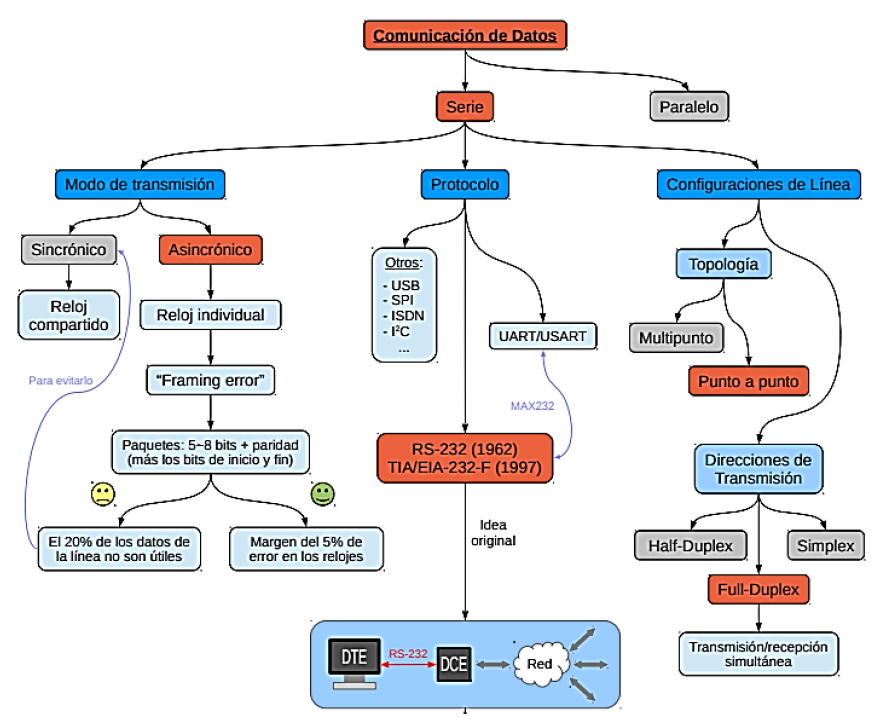 Comunicación de Datos
Serie
Paralelo
Modo de transmisión
Protocolo
Configuraciones de Línea
Sincrónico
Asincrónico
Reloj
compartido
Reloj individual
"Framing error"
Para evitarlo
Paquetes: 5~8 bits + paridad
(más los bits de inicio y fin)
El 20% de los datos de
la línea no son útiles
Margen del 5% de
error en los relojes
Otros:
- USB
- SPI
- ISDN
- I²C
...
UART/USART
MAX232
RS-232 (1962)
TIA/EIA-232-F (1997)
Idea
original
Topología
Multipunto
Punto a punto
Direcciones de
Transmisión
Half-Duplex
Simplex
Full-Duplex
Transmisión/recepción
simultánea
DTE
RS-232
DCE
Red